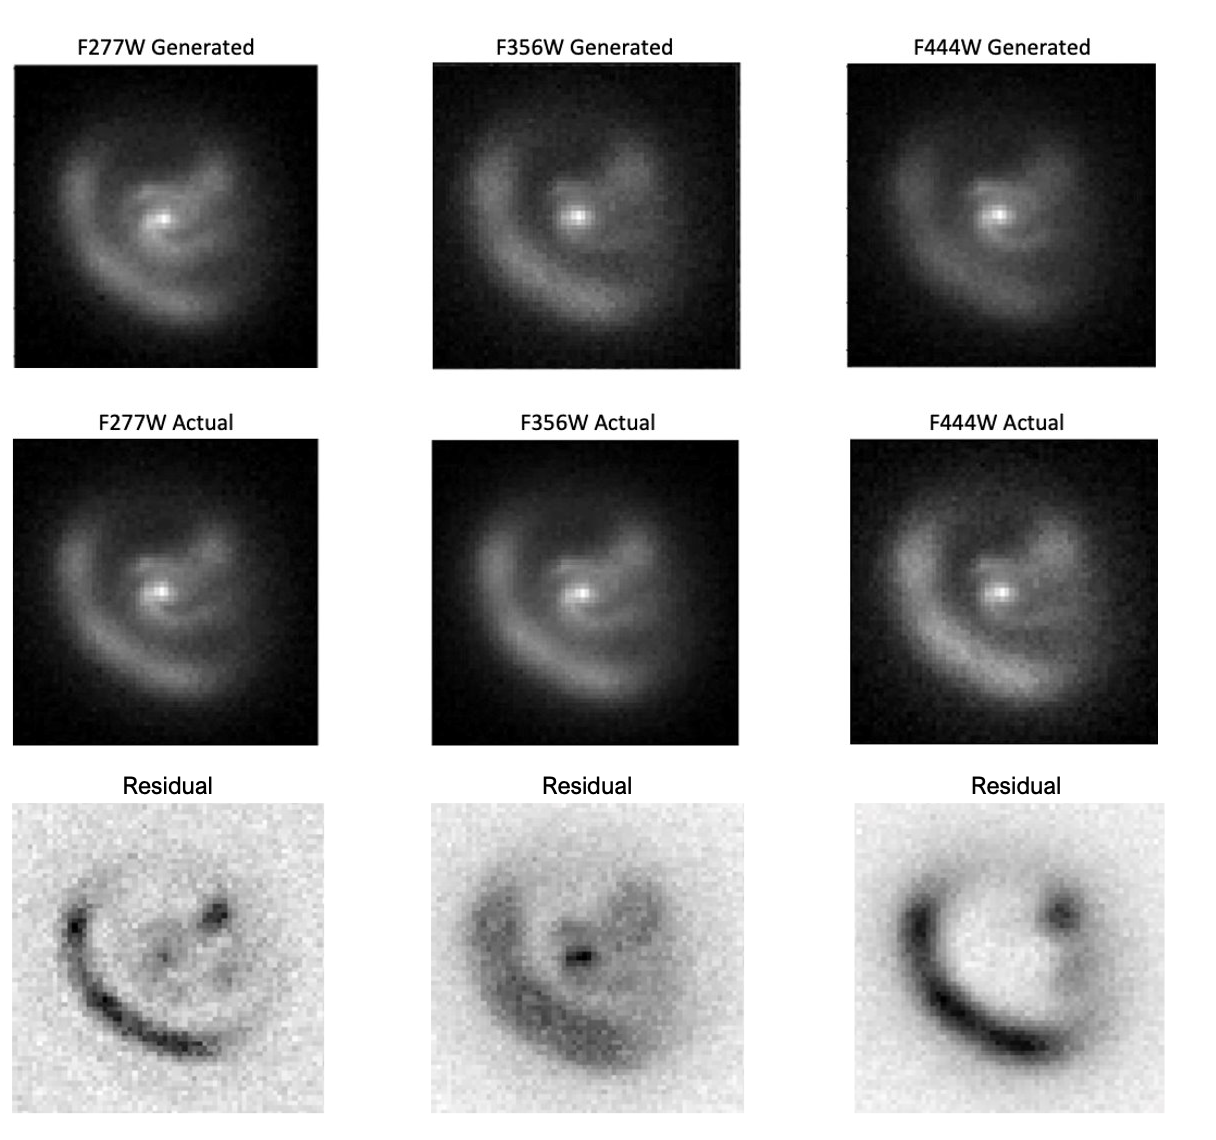 F277W Generated
F356W Generated
F444W Generated
F277W Actual
F356W Actual
F444W Actual
Residual
Residual
Residual